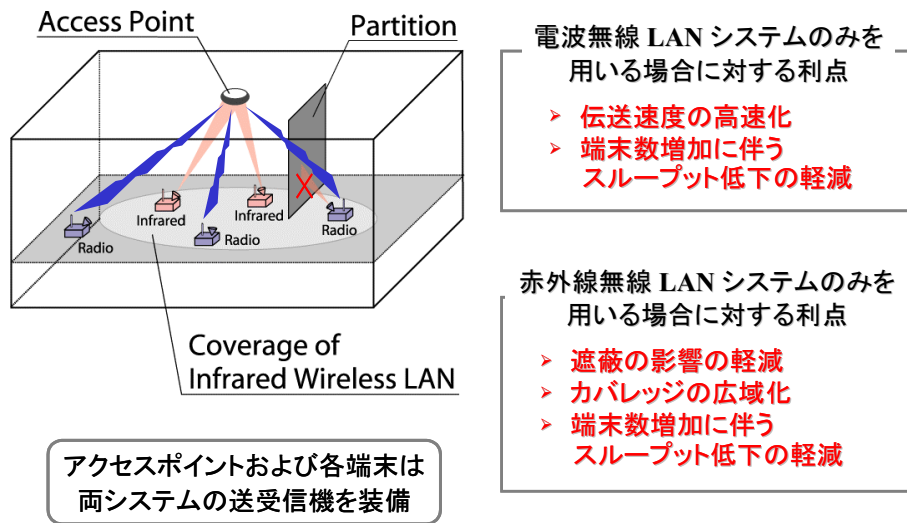 Access Point
Partition
Infrared
Infrared
Radio
Radio
Radio
Coverage of
Infrared Wireless LAN
アクセスポイントおよび各端末は
両システムの送受信機を装備
電波無線 LAN システムのみを
用いる場合に対する利点
➢ 伝送速度の高速化
➢ 端末数増加に伴う
スループット低下の軽減
赤外線無線 LAN システムのみを
用いる場合に対する利点
➢ 遮蔽の影響の軽減
➢ カバレッジの広域化
➢ 端末数増加に伴う
スループット低下の軽減